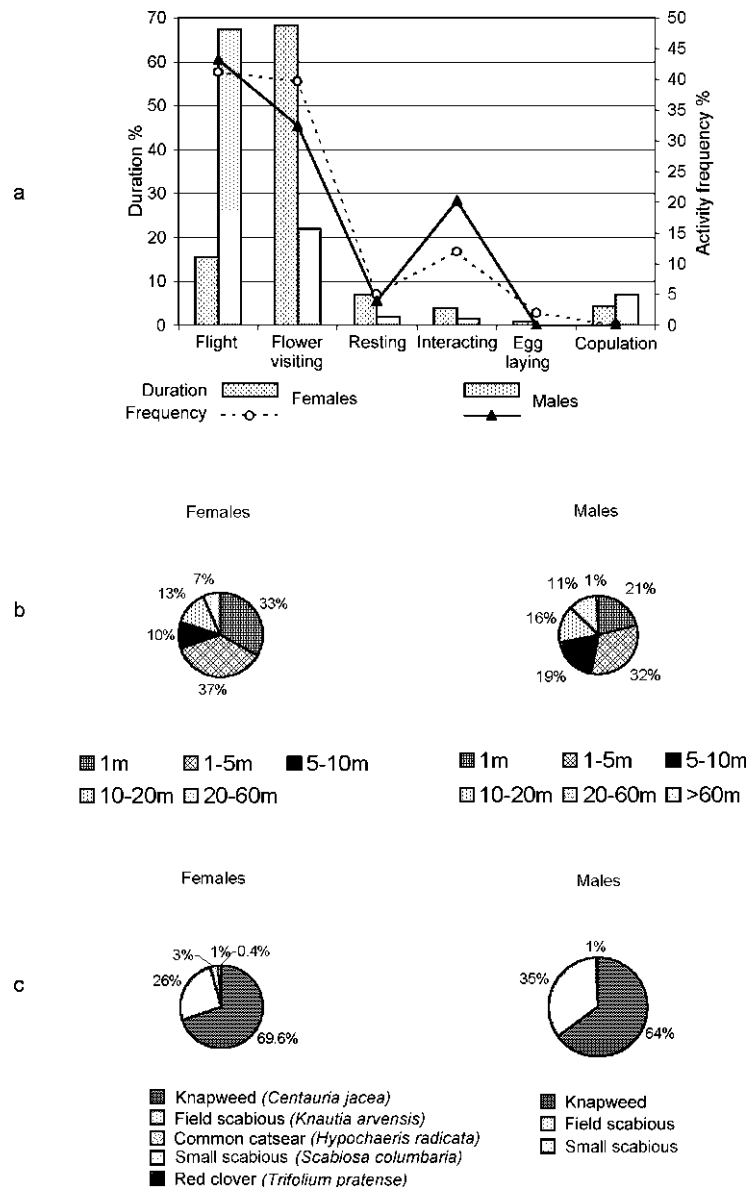 a
70
60
50
40
30
20
10
0
Duration %
50
45
40
35
30
25
20
15
10
5
0
Activity frequency %
Flight
Flower visiting
Resting
Interacting
Egg laying
Copulation
Duration Females Males
Frequency
b
Females
7%
13%
33%
10%
37%
1m 1-5m 5-10m
10-20m 20-60m
Males
11% 1%
21%
16%
19%
32%
1m 1-5m 5-10m
10-20m 20-60m >60m
c
Females
3% 1% 0.4%
26%
69.6%
Knapweed (Centauria jacea)
Field scabious (Knautia arvensis)
Common catsear (Hypochaeris radicata)
Small scabious (Scabiosa columbaria)
Red clover (Trifolium pratense)
Males
1%
35%
64%
Knapweed
Field scabious
Small scabious